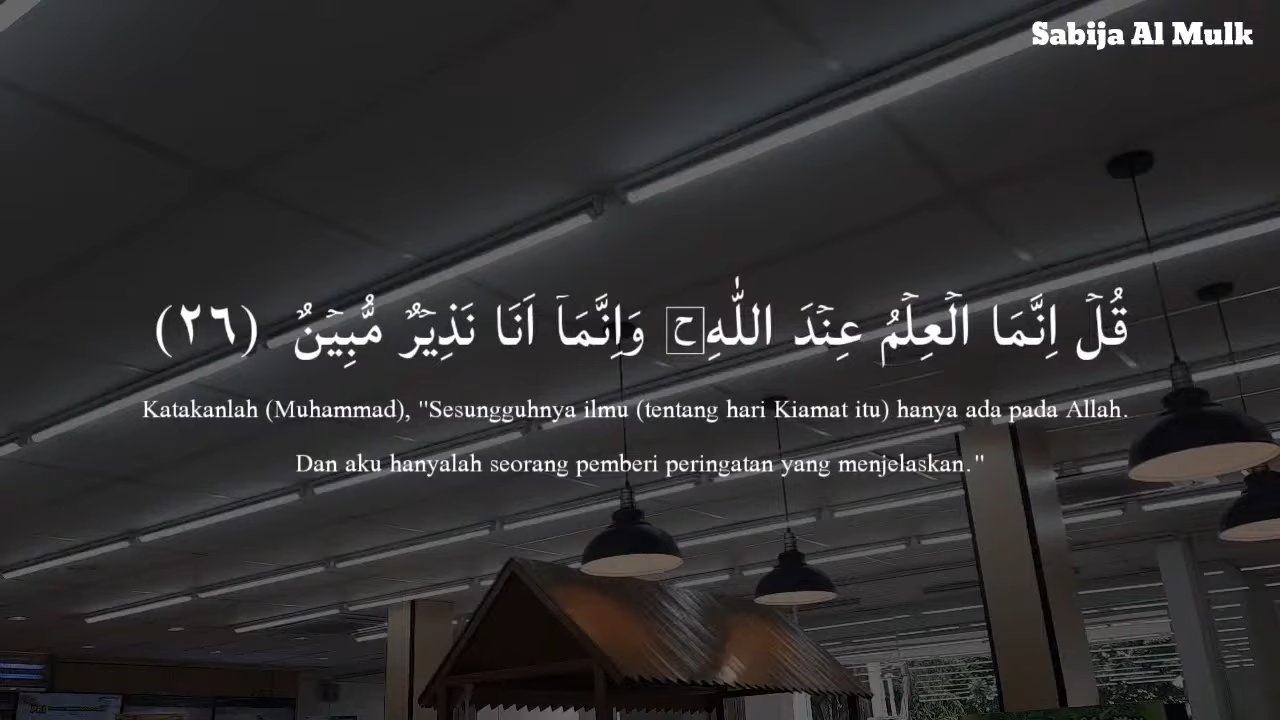 Sabija Al Mulk
قُلْ اِنَّمَا الْعِلْمُ عِنْدَ اللّٰهِ ۖح وَاِنَّمَآ اَنَا نَذِيْرٌ مُّبِيْنٌ (٢٦)
Katakanlah (Muhammad), "Sesungguhnya ilmu (tentang hari Kiamat itu) hanya ada pada Allah.
Dan aku hanyalah seorang pemberi peringatan yang menjelaskan."